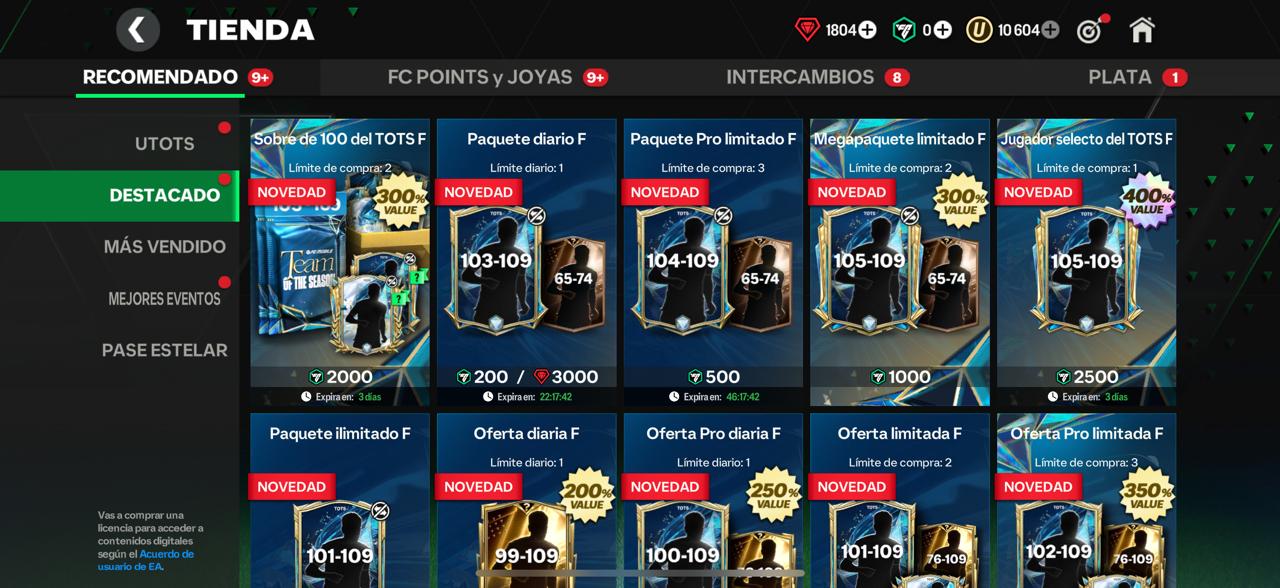 TIENDA
1804
0
10 604
RECOMENDADO 9+
FC POINTS y JOYAS 9+
INTERCAMBIOS 8
PLATA 1
UTOTS
DESTACADO
MÁS VENDIDO
MEJORES EVENTOS
PASE ESTELAR
Vas a comprar una
licencia para acceder a
contenidos digitales
según el Acuerdo de
usuario de EA.
Sobre de 100 del TOTS F
Límite de compra: 2
NOVEDAD
300%
VALUE
Team
OF THE SEASON
2000
Expira en: 3 días
Paquete diario F
Límite diario: 1
NOVEDAD
TOTS
103-109
65-74
200 / 3000
Expira en: 22:17:42
Paquete Pro limitado F
Límite de compra: 3
NOVEDAD
TOTS
104-109
65-74
500
Expira en: 46:17:42
Megapaquete limitado F
Límite de compra: 2
NOVEDAD
300%
VALUE
TOTS
105-109
65-74
1000
Jugador selecto del TOTS F
Límite de compra: 1
400%
VALUE
NOVEDAD
TOTS
105-109
2500
Expira en: 3 días
Paquete ilimitado F
NOVEDAD
TOTS
101-109
Oferta diaria F
Límite diario: 1
NOVEDAD
200%
VALUE
99-109
Oferta Pro diaria F
Límite diario: 1
NOVEDAD
250%
VALUE
TOTS
100-109
Oferta limitada F
Límite de compra: 2
NOVEDAD
TOTS
101-109
76-109
Oferta Pro limitada F
Límite de compra: 3
NOVEDAD
350%
VALUE
TOTS
102-109
76-109